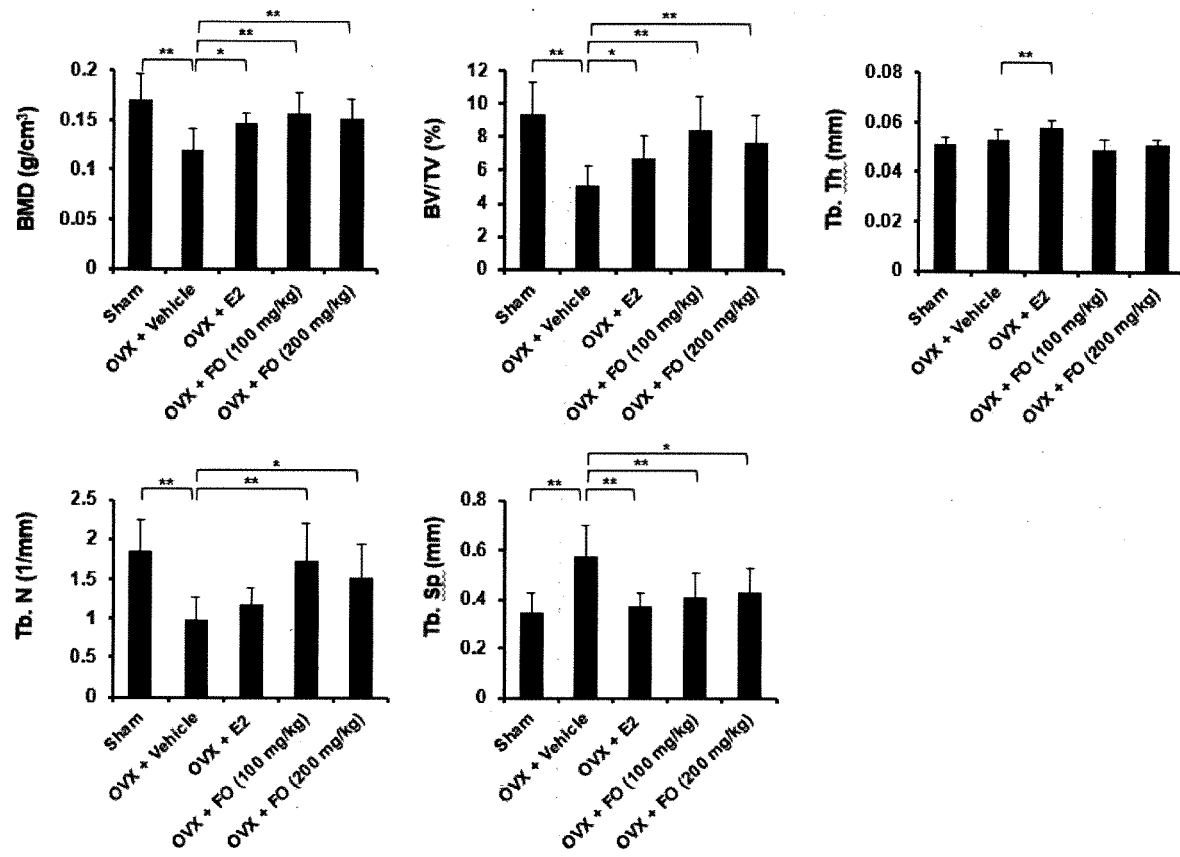 **
**
** *
BMD (g/cm³)
0.2
0.15
0.1
0.05
0
Sham
OVX + Vehicle
OVX + E2
OVX + FO (100 mg/kg)
OVX + FO (200 mg/kg)
**
**
** *
BV/TV (%)
12
10
8
6
4
2
0
Sham
OVX + Vehicle
OVX + E2
OVX + FO (100 mg/kg)
OVX + FO (200 mg/kg)
**
Tb. Th (mm)
0.08
0.06
0.04
0.02
0
Sham
OVX + Vehicle
OVX + E2
OVX + FO (100 mg/kg)
OVX + FO (200 mg/kg)
*
** **
Tb. N (1/mm)
2.5
2
1.5
1
0.5
0
Sham
OVX + Vehicle
OVX + E2
OVX + FO (100 mg/kg)
OVX + FO (200 mg/kg)
*
**
** **
Tb. Sp (mm)
0.8
0.6
0.4
0.2
0
Sham
OVX + Vehicle
OVX + E2
OVX + FO (100 mg/kg)
OVX + FO (200 mg/kg)